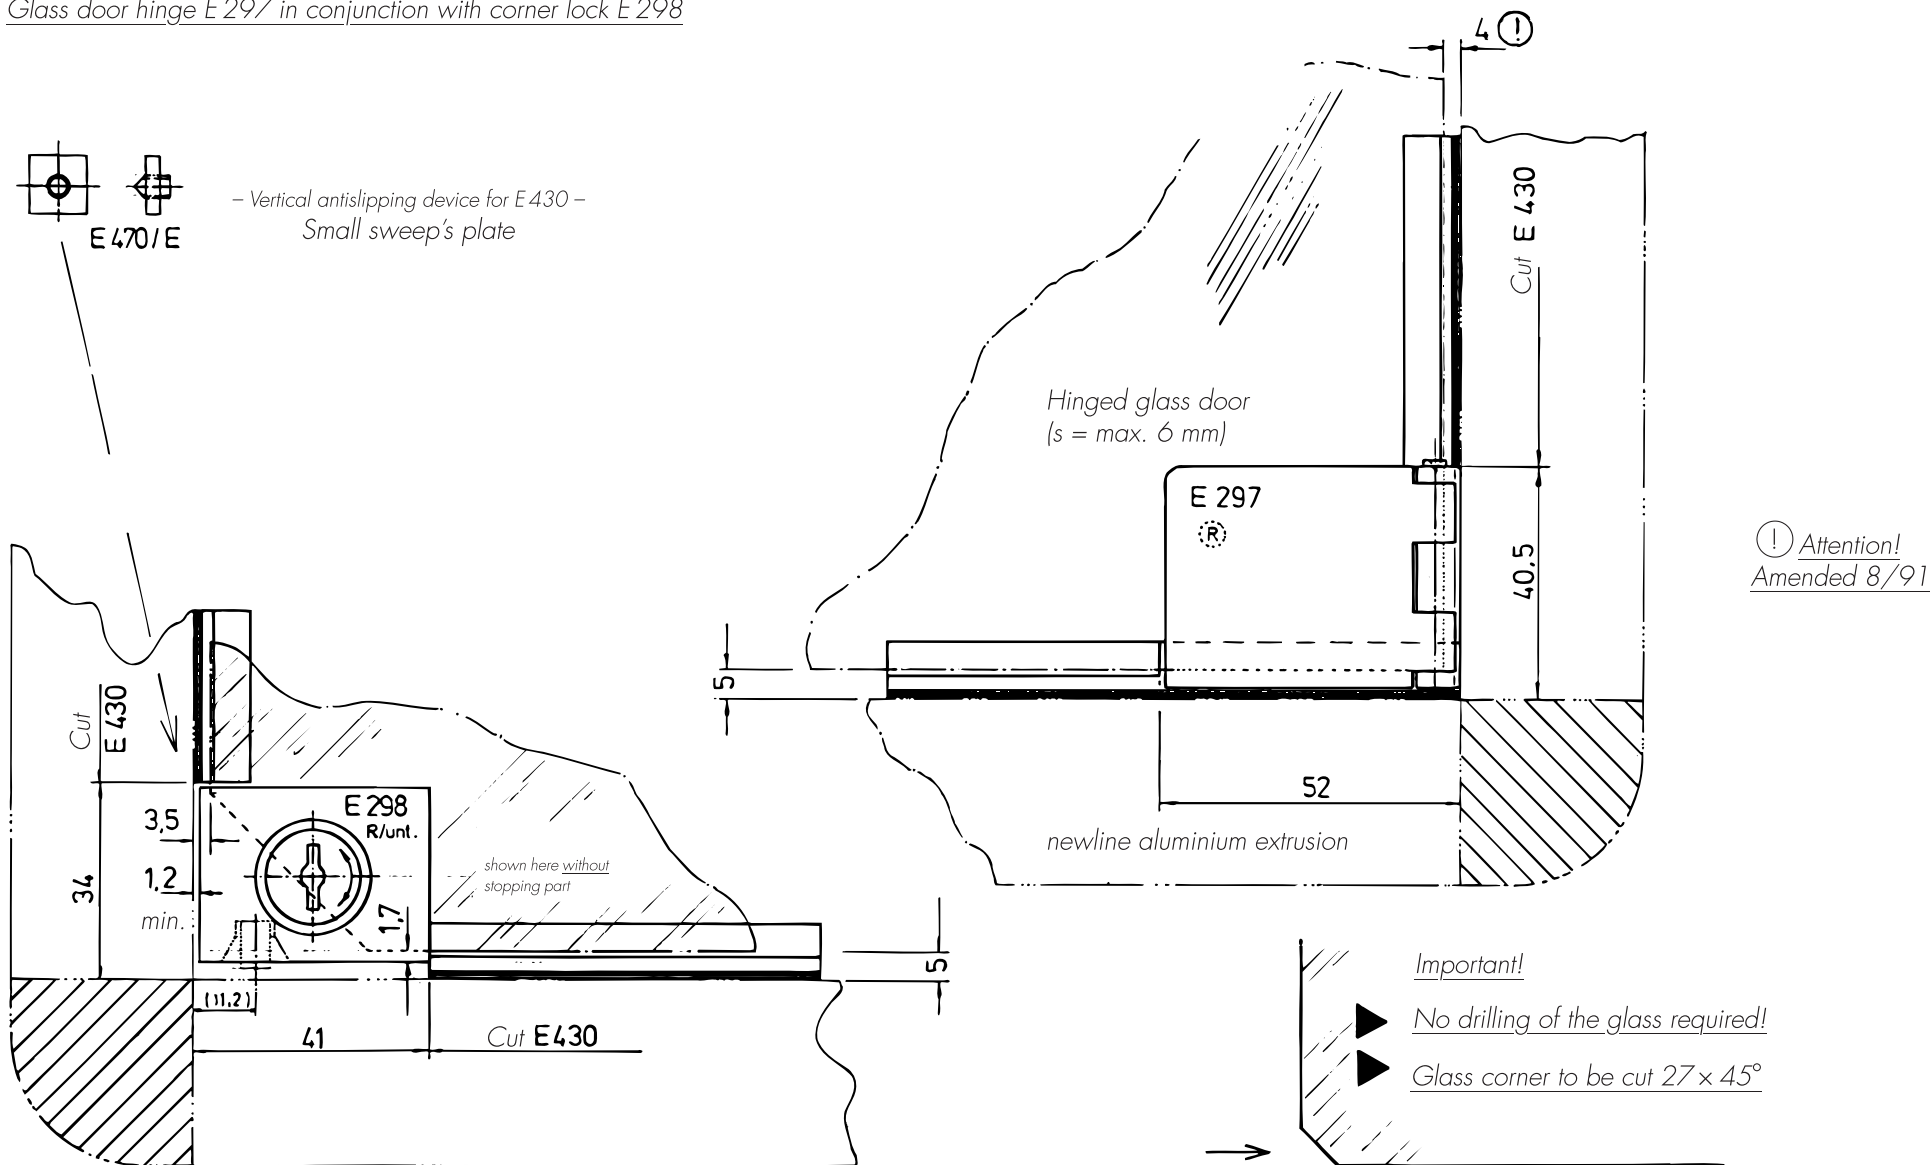 Glass door hinge E 297 in conjunction with corner lock E 298
4 !
E 470/E
– Vertical antislipping device for E 430 –
Small sweep's plate
Cut E 430
Hinged glass door
(s = max. 6 mm)
E 297
R
40,5
! Attention!
Amended 8/91
5
52
newline aluminium extrusion
Cut
E 430
E 298
R/unt.
3,5
34
1,2
min.
1,7
shown here without
stopping part
5
(11,2)
41
Cut E430
Important!
No drilling of the glass required!
Glass corner to be cut 27 × 45°